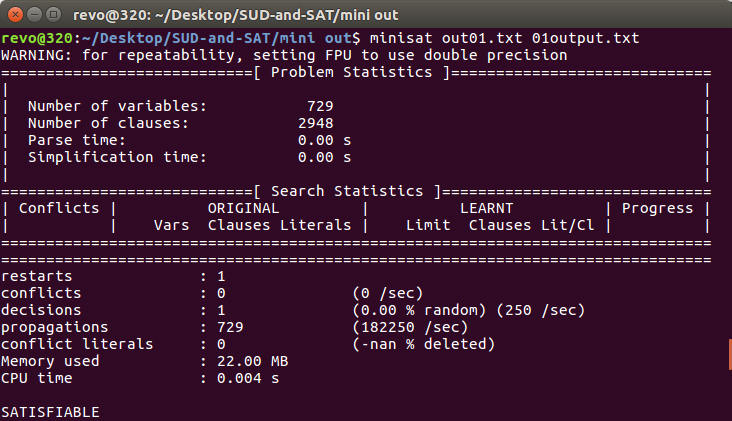 revo@320: ~/Desktop/SUD-and-SAT/mini out
revo@320:~/Desktop/SUD-and-SAT/mini out$ minisat out01.txt 01output.txt
WARNING: for repeatability, setting FPU to use double precision
============================[ Problem Statistics ]=============================
|                                                                             |
|  Number of variables:           729                                         |
|  Number of clauses:            2948                                         |
|  Parse time:                   0.00 s                                       |
|  Simplification time:          0.00 s                                       |
|                                                                             |
============================[ Search Statistics ]==============================
| Conflicts |          ORIGINAL         |          LEARNT          | Progress |
|           |    Vars  Clauses Literals |    Limit  Clauses Lit/Cl |          |
===============================================================================
===============================================================================
restarts              : 1
conflicts             : 0              (0 /sec)
decisions             : 1              (0.00 % random) (250 /sec)
propagations          : 729            (182250 /sec)
conflict literals     : 0              (-nan % deleted)
Memory used           : 22.00 MB
CPU time              : 0.004 s

SATISFIABLE